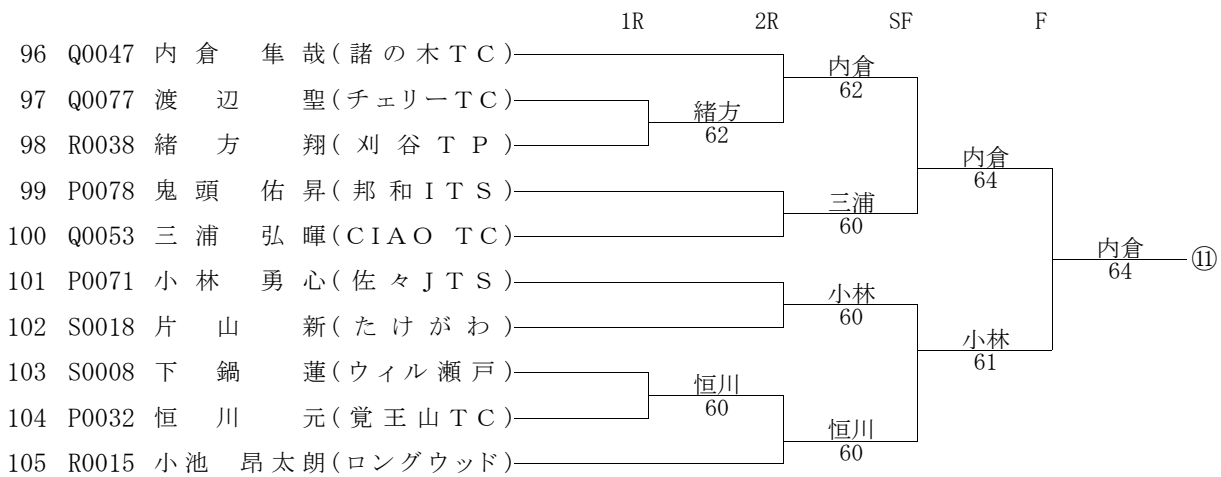 1R 2R SF F
96 Q0047 内倉 隼哉(諸の木TC)
内倉
62
97 Q0077 渡辺 聖(チェリーTC)
緒方
62
98 R0038 緒方 翔(刈谷TP)
内倉
64
99 P0078 鬼頭 佑昇(邦和ITS)
三浦
60
100 Q0053 三浦 弘暉(CIAO TC)
内倉
64
⑪
101 P0071 小林 勇心(佐々JTS)
小林
60
102 S0018 片山 新(たけがわ)
小林
61
103 S0008 下鍋 蓮(ウィル瀬戸)
恒川
60
104 P0032 恒川 元(覚王山TC)
恒川
60
105 R0015 小池 昂太朗(ロングウッド)